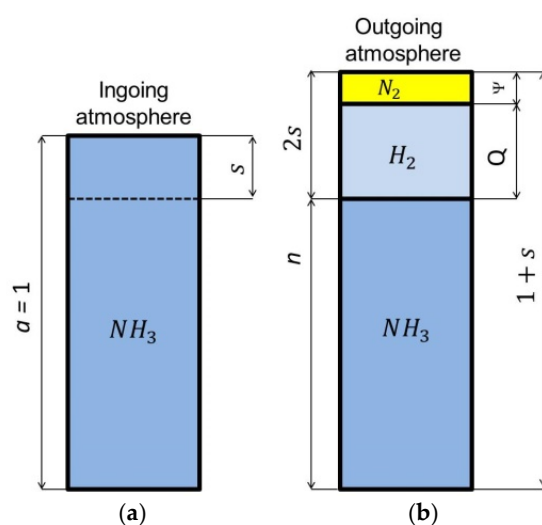 Ingoing
atmosphere
s
a = 1
NH₃
(a)
Outgoing
atmosphere
N₂
Ψ
2s
H₂
Q
n
NH₃
1 + s
(b)